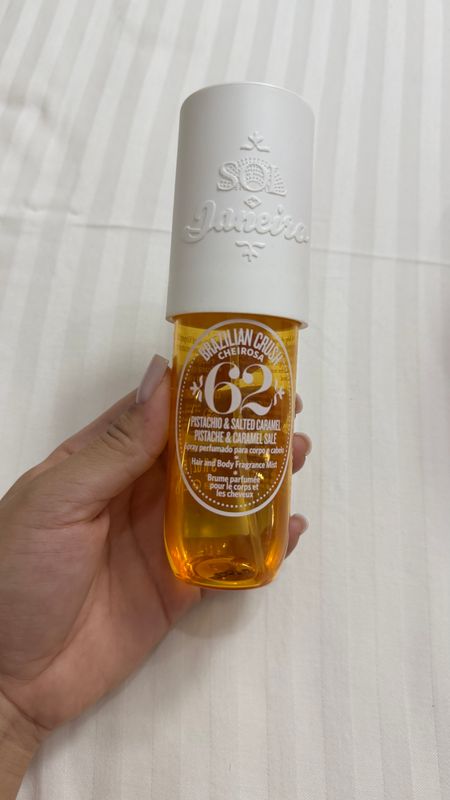 SOL
de
Janeiro
BRAZILIAN CRUSH
CHEIROSA
62
PISTACHIO & SALTED CARAMEL
PISTACHE & CARAMEL SALÉ
Spray perfumado para corpo e cabelo
Hair and Body Fragrance Mist
Brume parfumée
pour le corps et
les cheveux